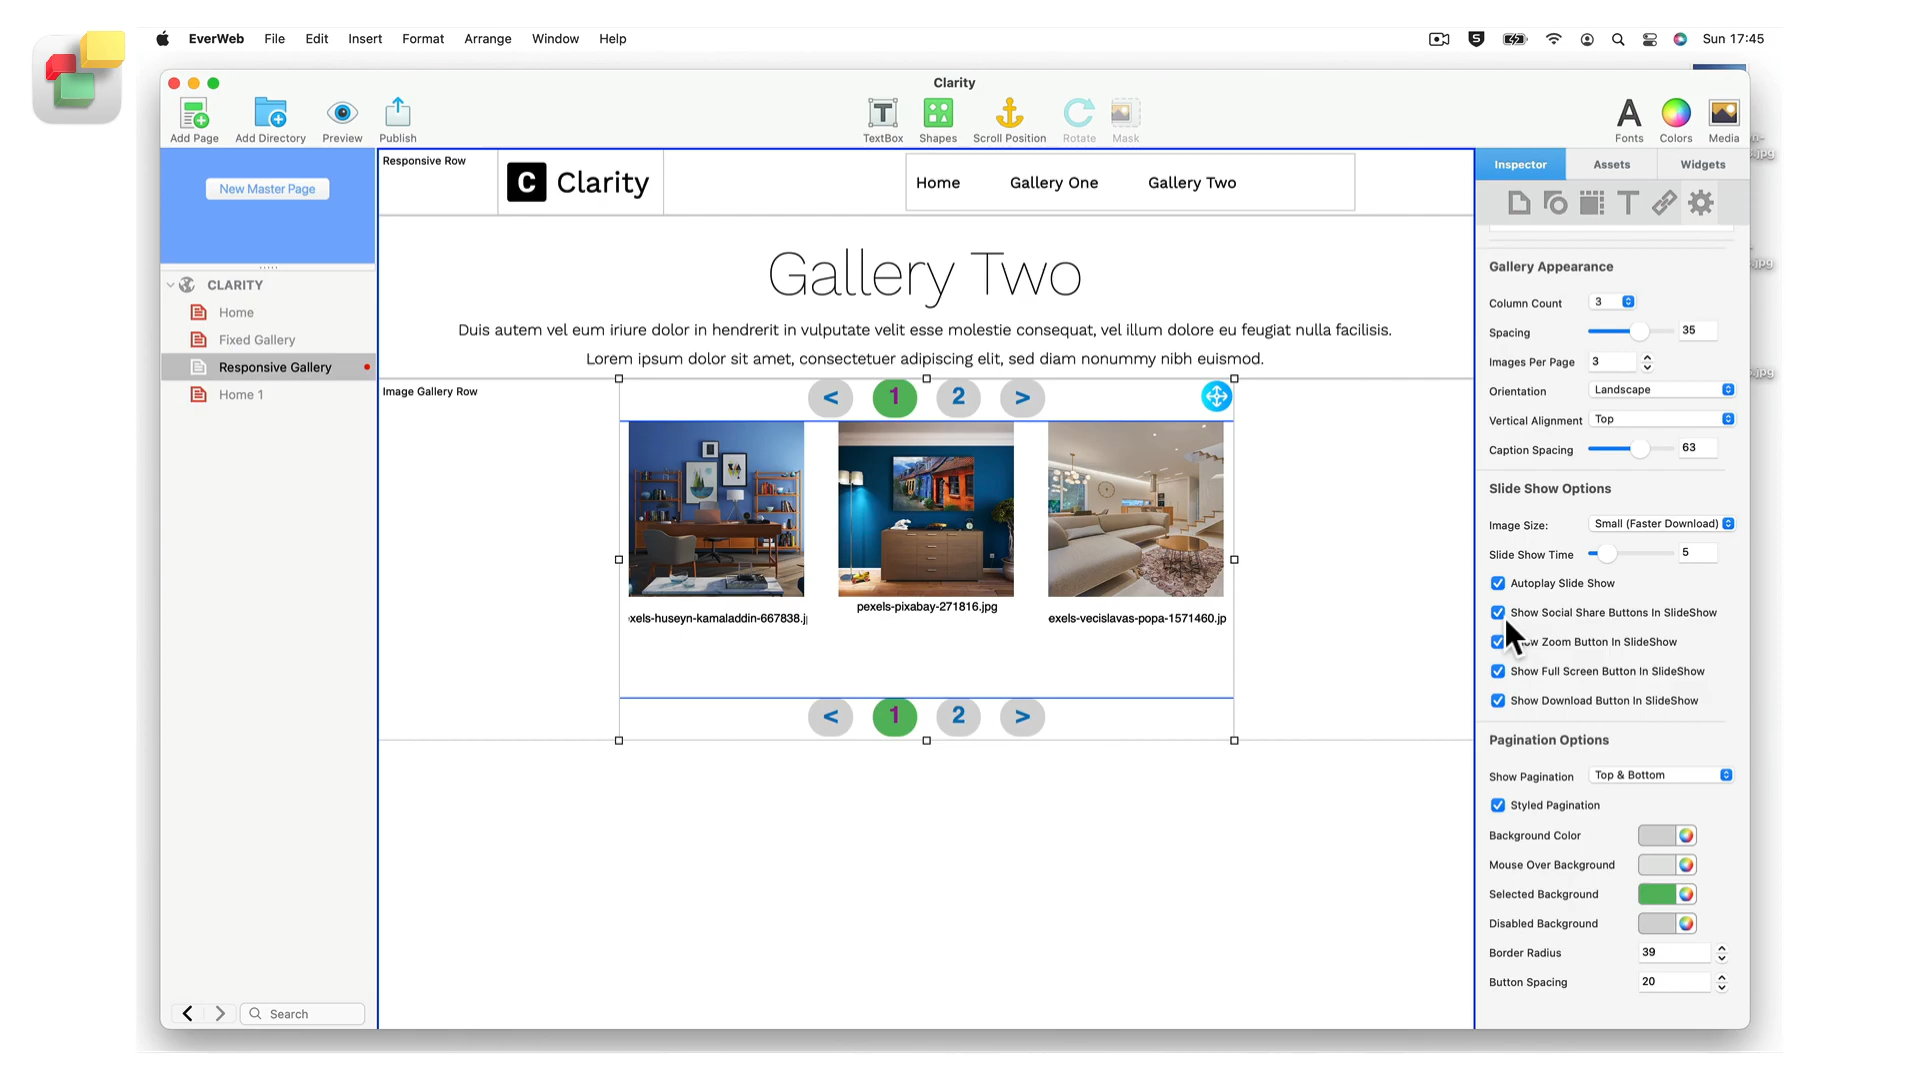 EverWeb File Edit Insert Format Arrange Window Help
S
Sun 17:45
Clarity
Add Page Add Directory Preview Publish
T
TextBox Shapes Scroll Position Rotate Mask
A
Fonts Colors Media
New Master Page
CLARITY
Home
Fixed Gallery
Responsive Gallery
Home 1
Search
Responsive Row
C Clarity
Home Gallery One Gallery Two
Gallery Two
Duis autem vel eum iriure dolor in hendrerit in vulputate velit esse molestie consequat, vel illum dolore eu feugiat nulla facilisis.
Lorem ipsum dolor sit amet, consectetuer adipiscing elit, sed diam nonummy nibh euismod.
Image Gallery Row
< 1 2 >
pexels-pixabay-271816.jpg
xels-huseyn-kamaladdin-667838.j
exels-vecislavas-popa-1571460.jp
< 1 2 >
Inspector Assets Widgets
T
Gallery Appearance
Column Count 3
Spacing 35
Images Per Page 3
Orientation Landscape
Vertical Alignment Top
Caption Spacing 63
Slide Show Options
Image Size: Small (Faster Download)
Slide Show Time 5
Autoplay Slide Show
Show Social Share Buttons In SlideShow
Zoom Button In SlideShow
Show Full Screen Button In SlideShow
Show Download Button In SlideShow
Pagination Options
Show Pagination Top & Bottom
Styled Pagination
Background Color
Mouse Over Background
Selected Background
Disabled Background
Border Radius 39
Button Spacing 20